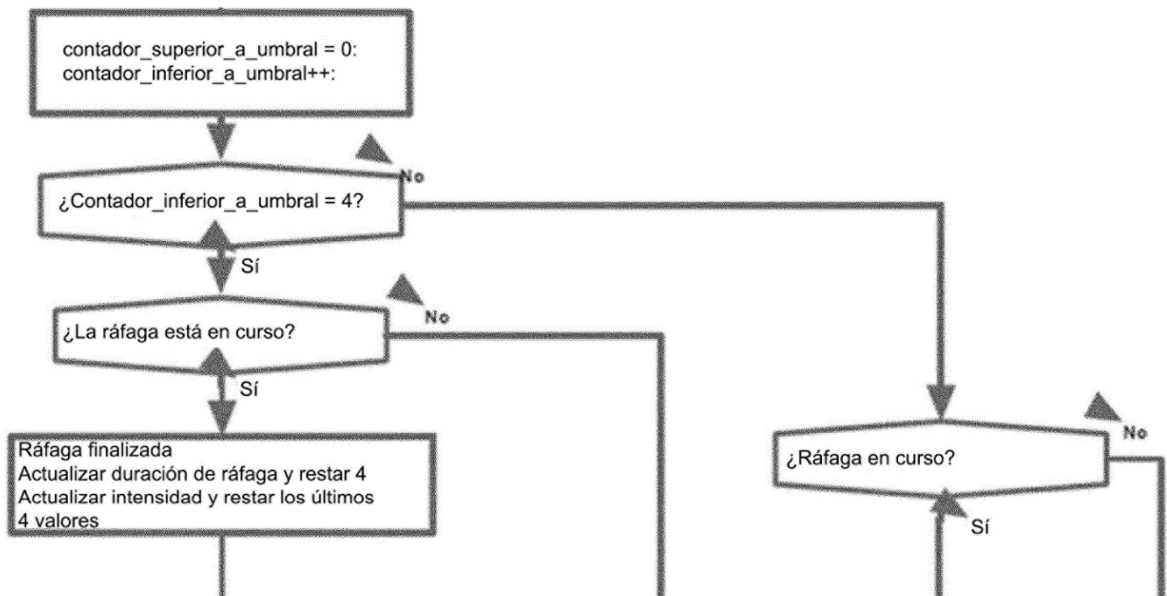 contador_superior_a_umbral = 0:
contador_inferior_a_umbral++:
No
¿Contador_inferior_a_umbral = 4?
Sí
¿La ráfaga está en curso?
No
Sí
Ráfaga finalizada
Actualizar duración de ráfaga y restar 4
Actualizar intensidad y restar los últimos
4 valores
¿Ráfaga en curso?
No
Sí